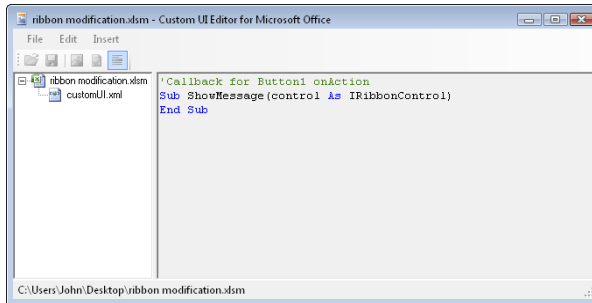 ribbon modification.xlsm - Custom UI Editor for Microsoft Office
File Edit Insert
ribbon modification.xlsm
customUI.xml
'Callback for Button1 onAction
Sub ShowMessage(control As IRibbonControl)
End Sub
C:\Users\John\Desktop\ribbon modification.xlsm